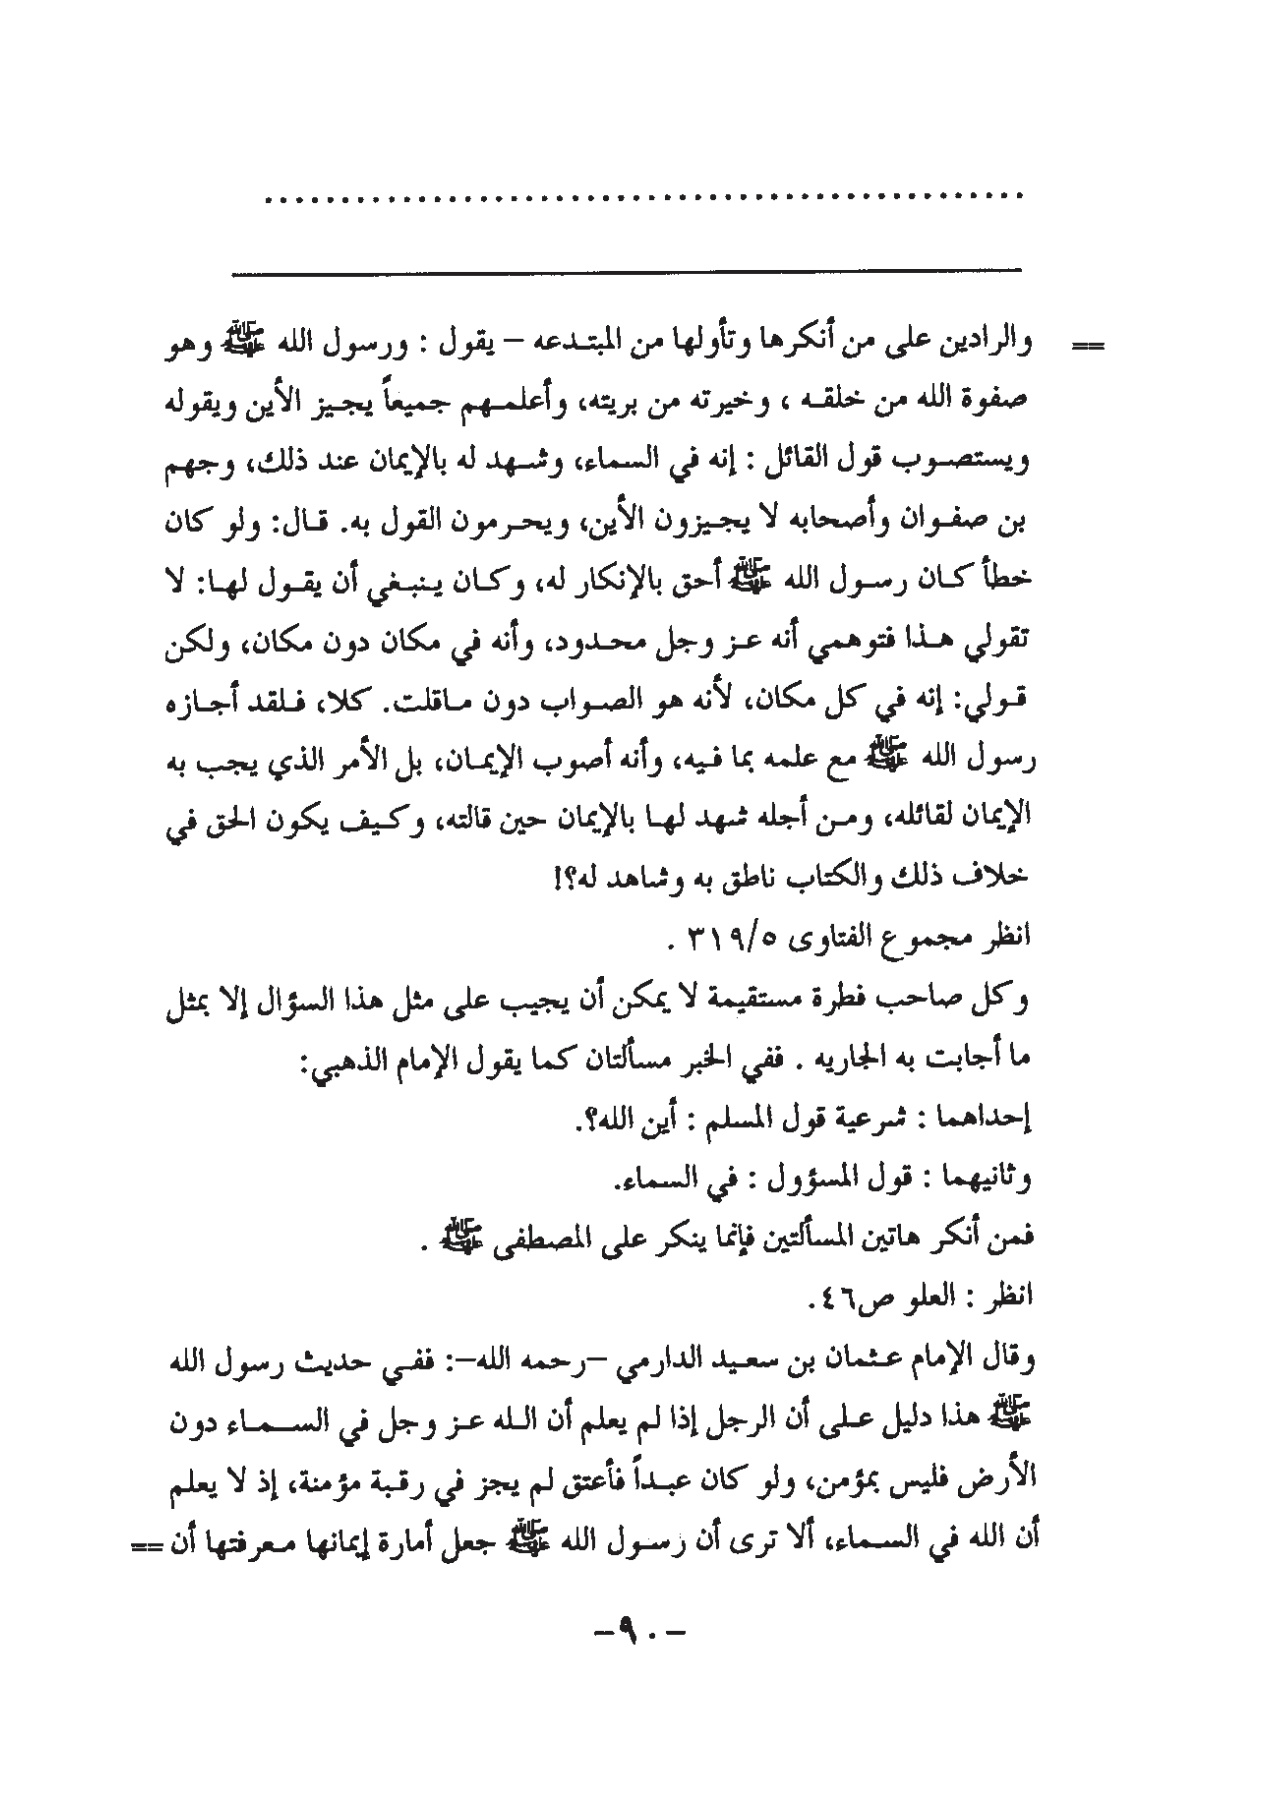 ................................................
== والرادين على من أنكرها وتأولها من المبتدعه – يقول : ورسول الله ﷺ وهو
صفوة الله من خلقه ، وخيرته من بريته، وأعلمهم جميعاً يجيز الأين ويقوله
ويستصوب قول القائل : إنه في السماء، وشهد له بالإيمان عند ذلك، وجهم
بن صفوان وأصحابه لا يجيزون الأين، ويحرمون القول به. قال: ولو كان
خطأ كان رسول الله ﷺ أحق بالإنكار له، وكان ينبغي أن يقول لها: لا
تقولي هذا فتوهمي أنه عز وجل محدود، وأنه في مكان دون مكان، ولكن
قولي: إنه في كل مكان، لأنه هو الصواب دون ماقلت. كلا، فلقد أجازه
رسول الله ﷺ مع علمه بما فيه، وأنه أصوب الإيمان، بل الأمر الذي يجب به
الإيمان لقائله، ومن أجله شهد لها بالإيمان حين قالته، وكيف يكون الحق في
خلاف ذلك والكتاب ناطق به وشاهد له؟!
انظر مجموع الفتاوى ٣١٩/٥ .
وكل صاحب فطرة مستقيمة لا يمكن أن يجيب على مثل هذا السؤال إلا بمثل
ما أجابت به الجاريه . ففي الخبر مسألتان كما يقول الإمام الذهبي:
إحداهما : شرعية قول المسلم : أين الله؟.
وثانيهما : قول المسؤول : في السماء.
فمن أنكر هاتين المسألتين فإنما ينكر على المصطفى ﷺ .
انظر : العلو ص٤٦.
وقال الإمام عثمان بن سعيد الدارمي –رحمه الله–: ففي حديث رسول الله
ﷺ هذا دليل على أن الرجل إذا لم يعلم أن الله عز وجل في السماء دون
الأرض فليس بمؤمن، ولو كان عبداً فأعتق لم يجز في رقبة مؤمنة، إذ لا يعلم
أن الله في السماء، ألا ترى أن رسول الله ﷺ جعل أمارة إيمانها معرفتها أن ==
–٩٠–